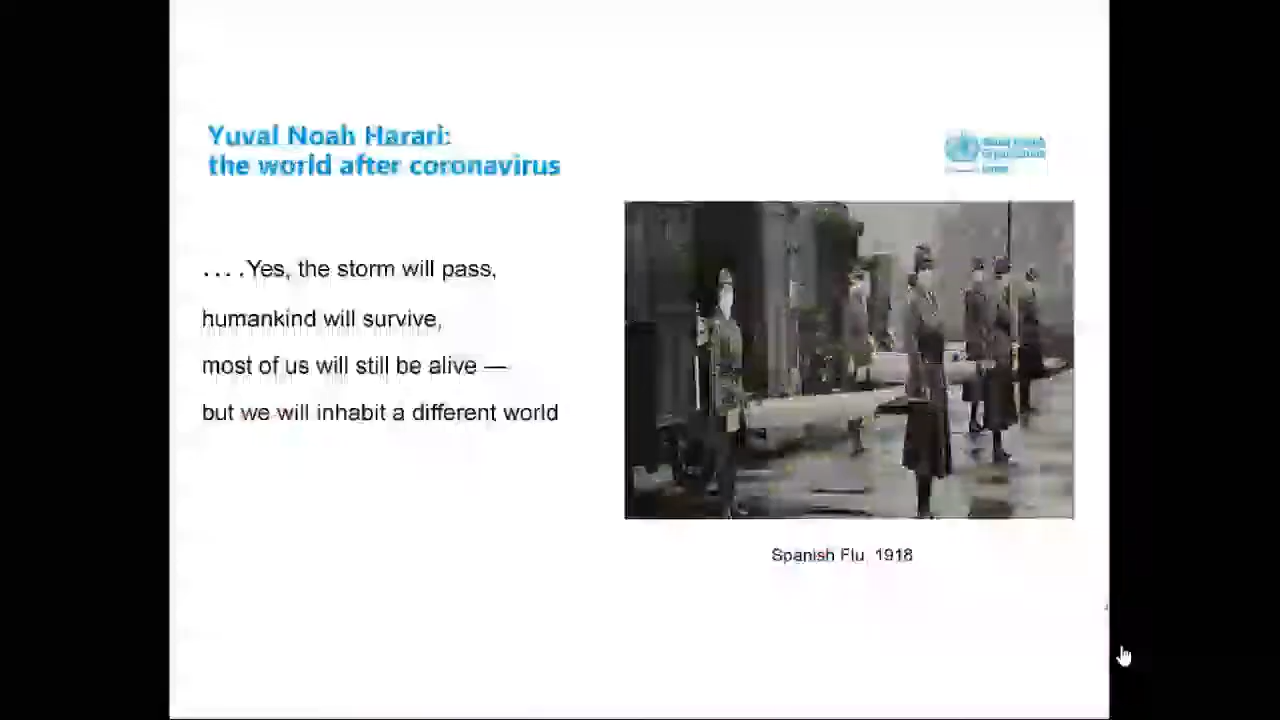 Yuval Noah Harari:
the world after coronavirus
....Yes, the storm will pass,
humankind will survive,
most of us will still be alive —
but we will inhabit a different world
Spanish Flu 1918